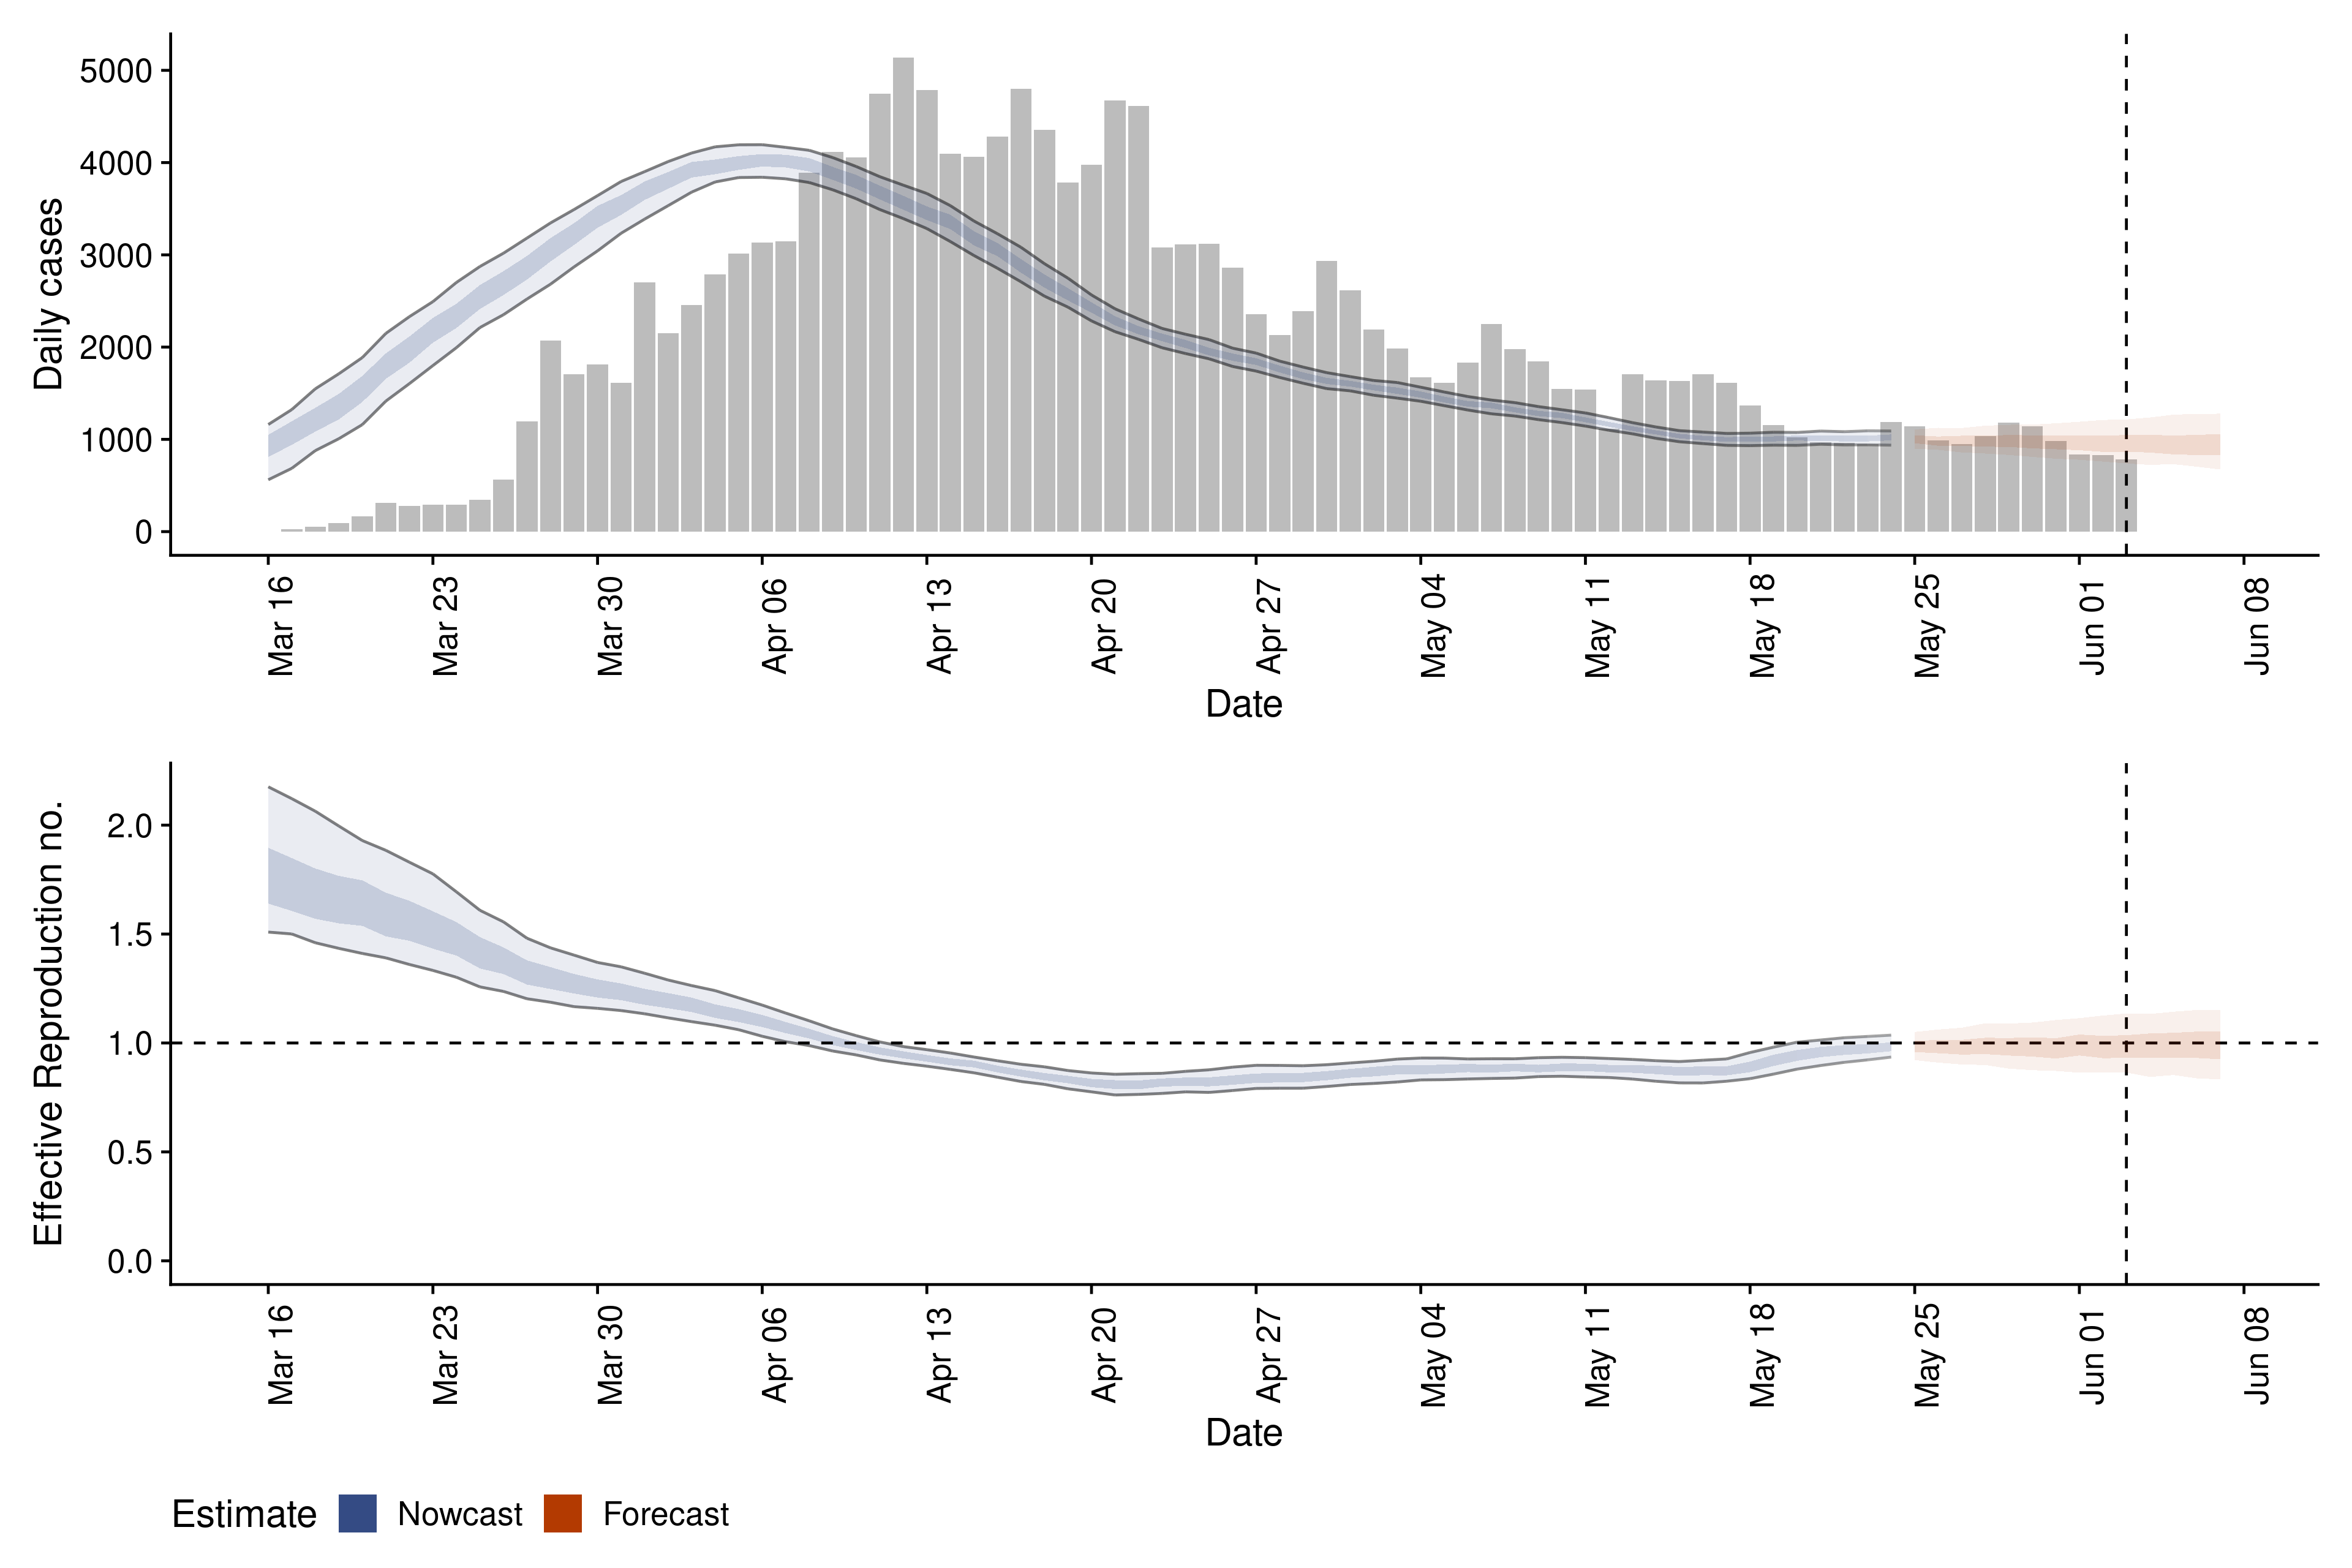 Daily cases
5000
4000
3000
2000
1000
0
Mar 16
Mar 23
Mar 30
Apr 06
Apr 13
Apr 20
Apr 27
May 04
May 11
May 18
May 25
Jun 01
Jun 08
Date
Effective Reproduction no.
2.0
1.5
1.0
0.5
0.0
Mar 16
Mar 23
Mar 30
Apr 06
Apr 13
Apr 20
Apr 27
May 04
May 11
May 18
May 25
Jun 01
Jun 08
Date
Estimate Nowcast Forecast